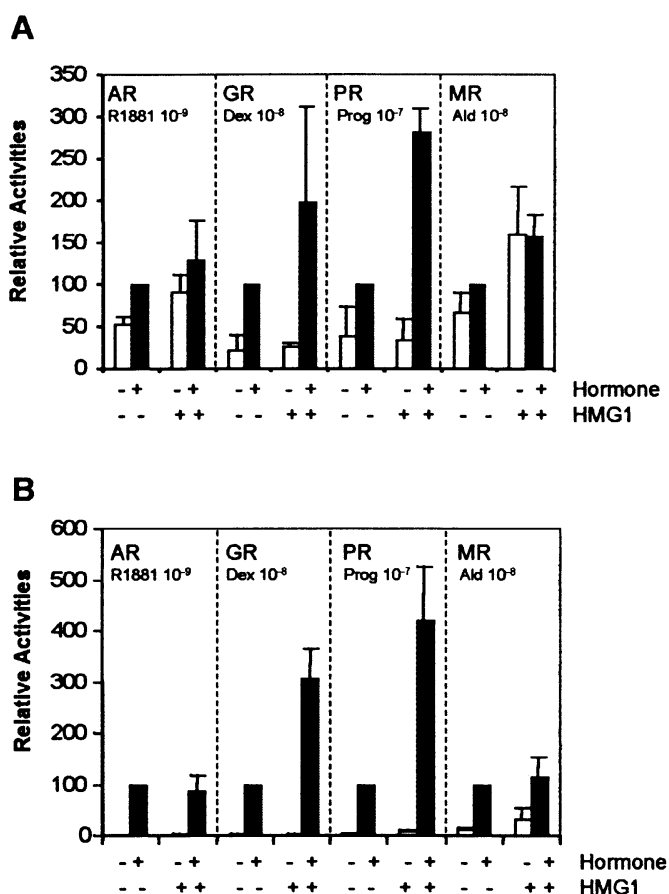 A
350
300
250
200
150
100
50
0
Relative Activities
AR
R1881 10⁻⁹
GR
Dex 10⁻⁸
PR
Prog 10⁻⁷
MR
Ald 10⁻⁸
- + - + - + - + - + - + - + - + Hormone
- - + + - - + + - - + + - - + + HMG1
B
600
500
400
300
200
100
0
Relative Activities
AR
R1881 10⁻⁹
GR
Dex 10⁻⁸
PR
Prog 10⁻⁷
MR
Ald 10⁻⁸
- + - + - + - + - + - + - + - + Hormone
- - + + - - + + - - + + - - + + HMG1